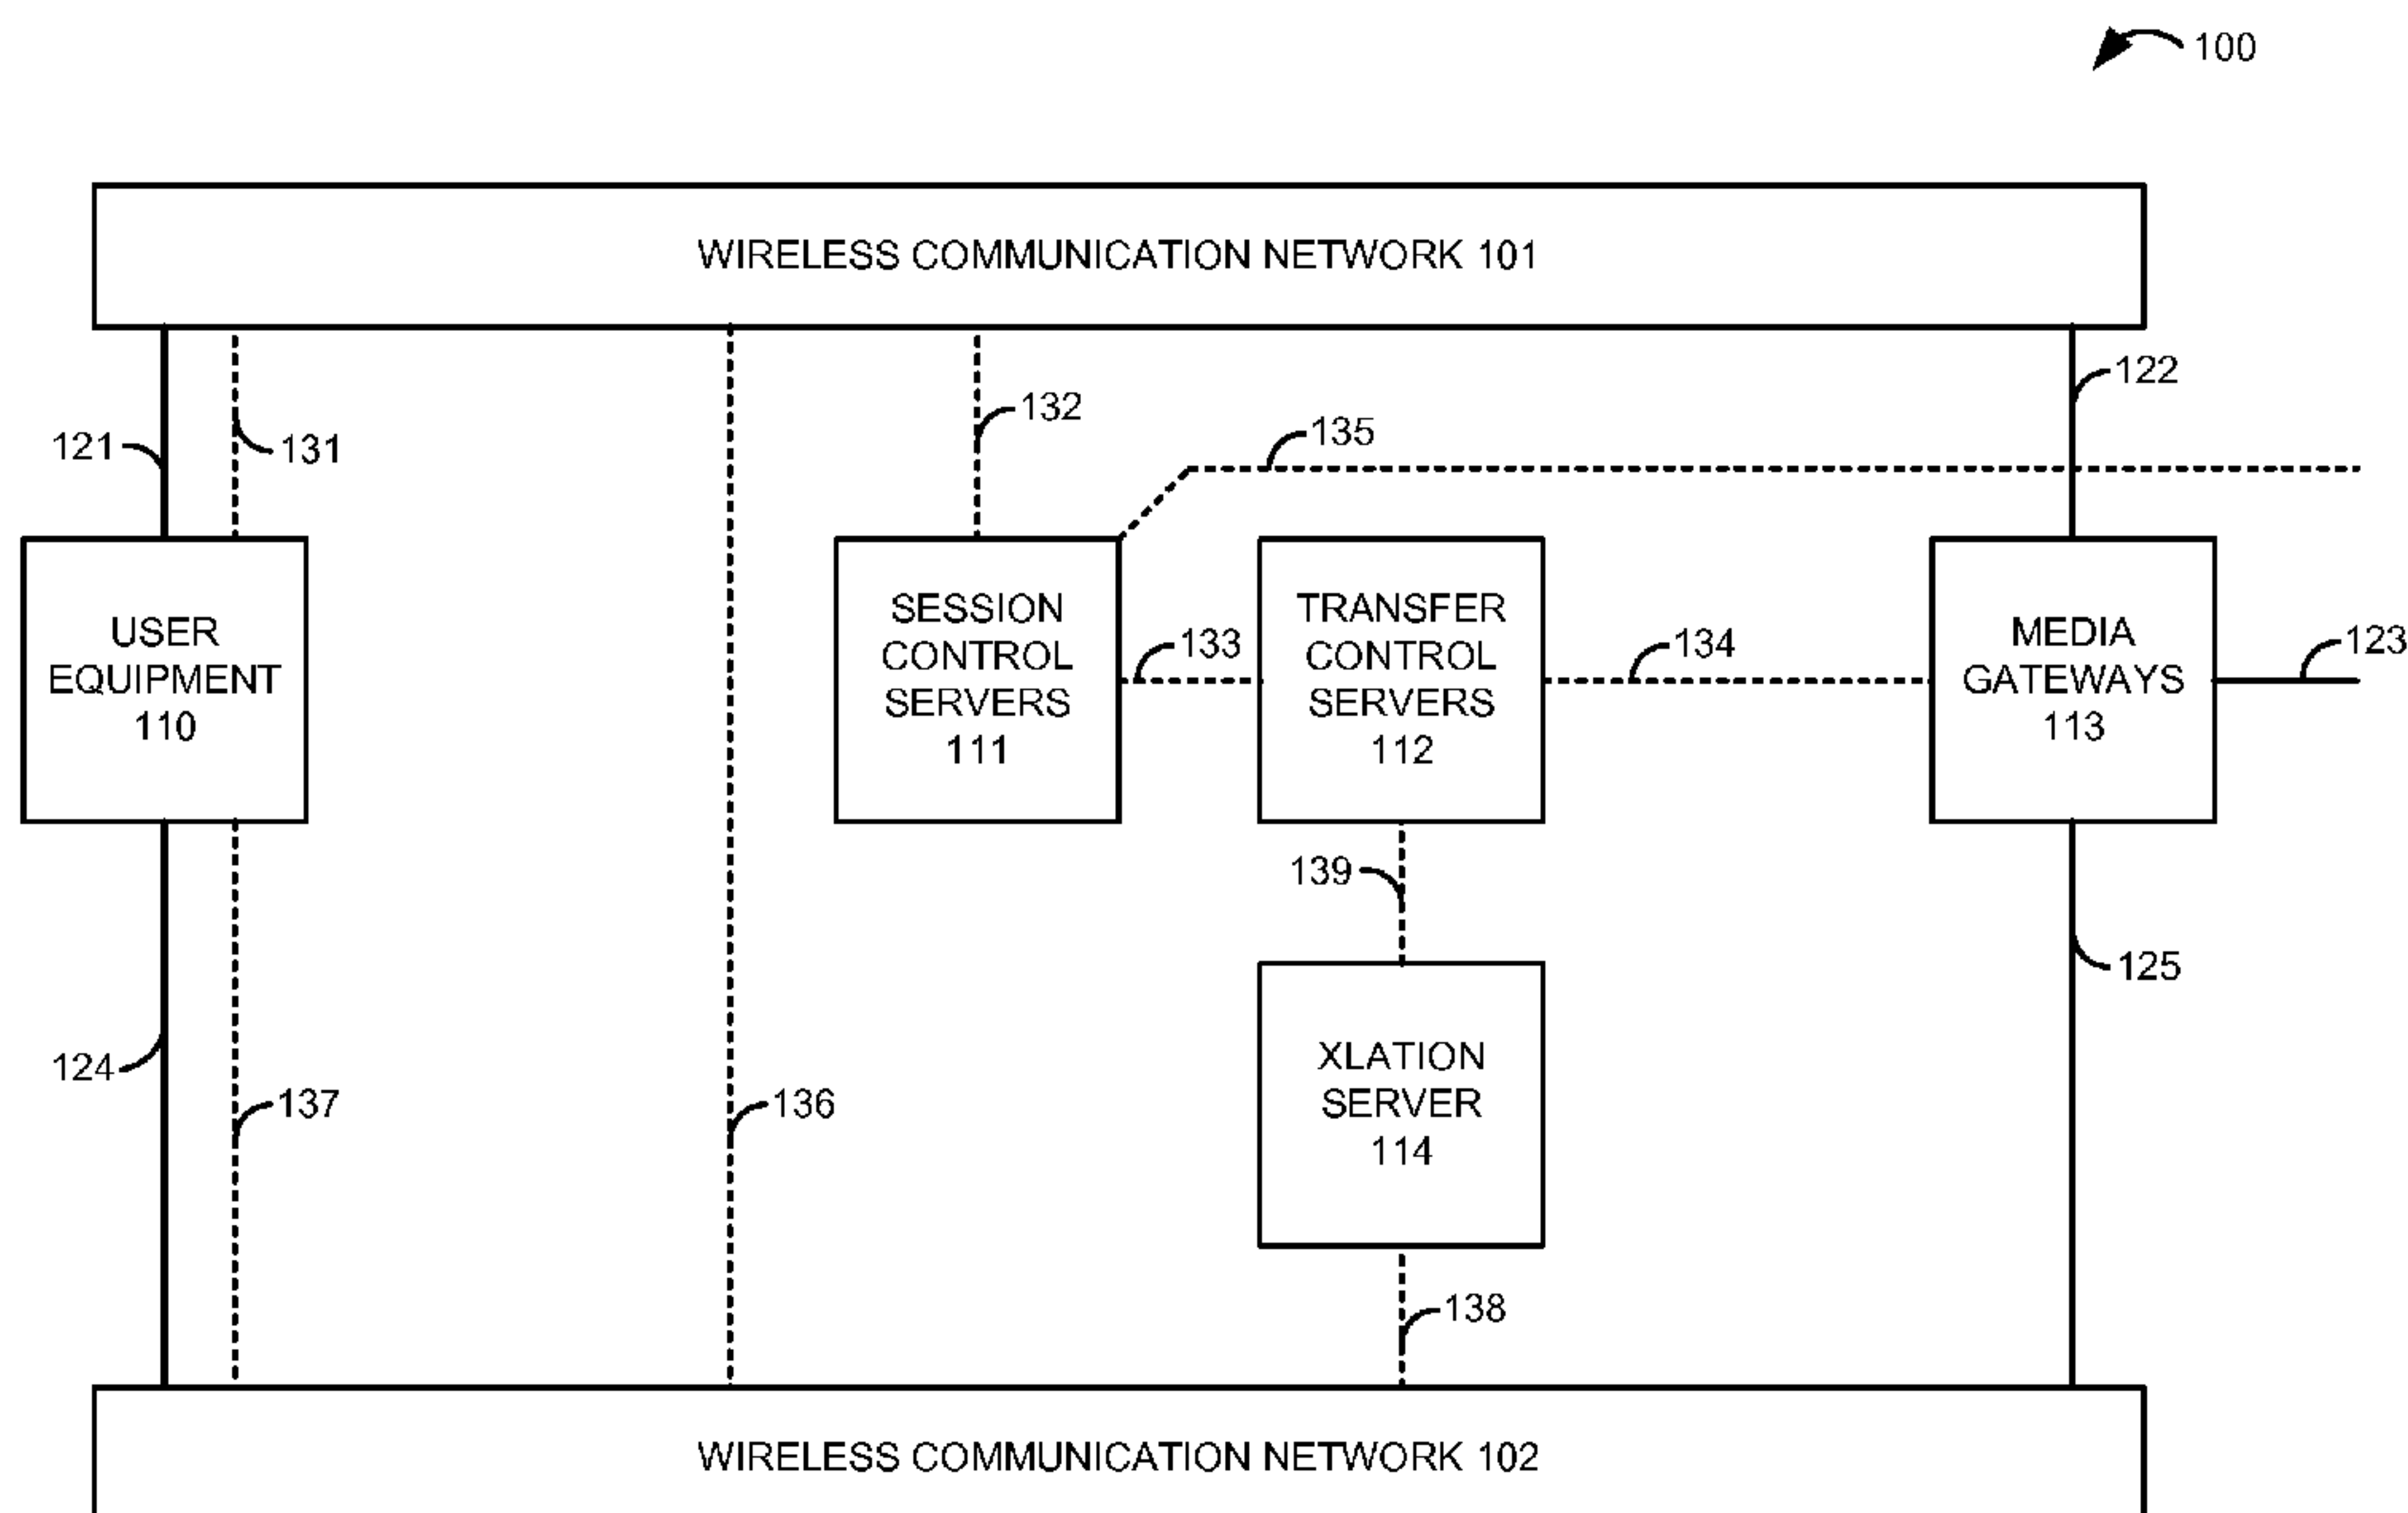 100
WIRELESS COMMUNICATION NETWORK 101
122
132
135
121
131
USER
EQUIPMENT
110
SESSION
CONTROL
SERVERS
111
133
TRANSFER
CONTROL
SERVERS
112
134
MEDIA
GATEWAYS
113
123
139
125
124
137
136
XLATION
SERVER
114
138
WIRELESS COMMUNICATION NETWORK 102